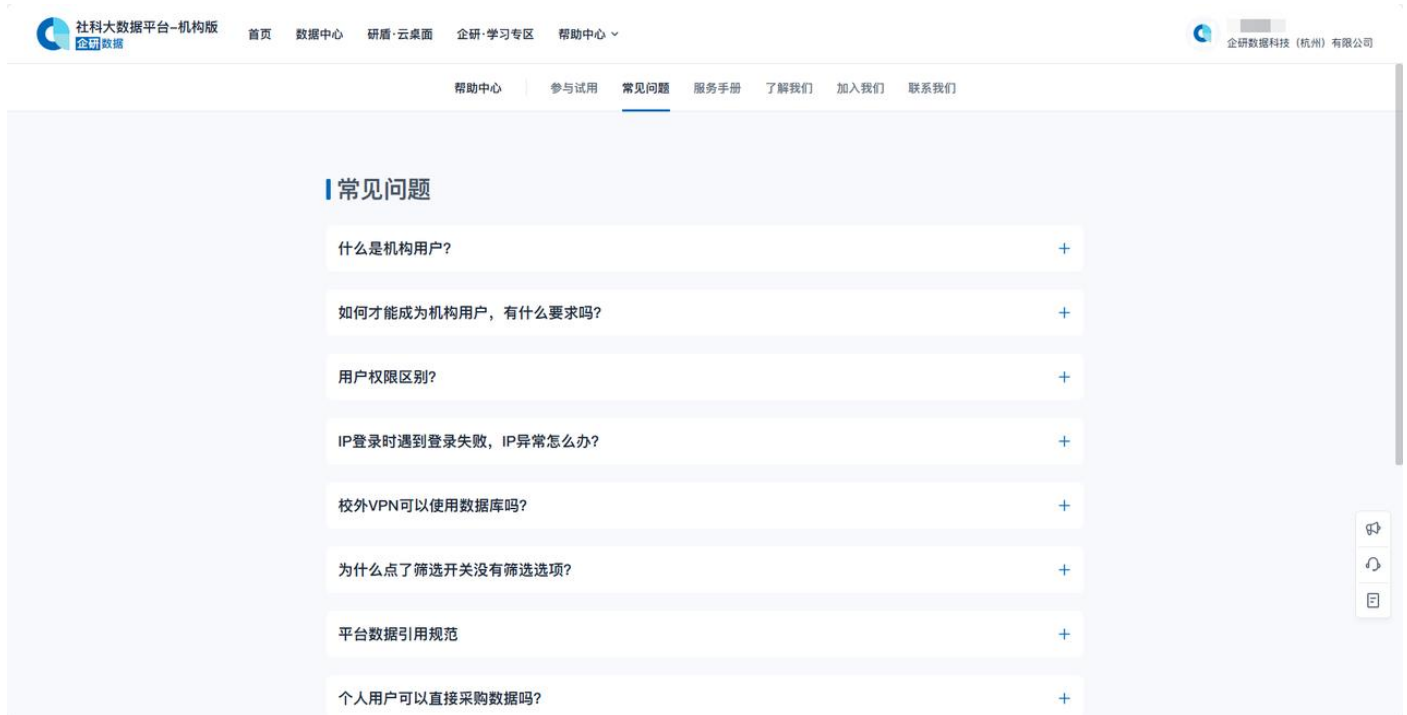 社科大数据平台-机构版
企研数据
首页 数据中心 研盾·云桌面 企研·学习专区 帮助中心
企研数据科技（杭州）有限公司
帮助中心 参与试用 常见问题 服务手册 了解我们 加入我们 联系我们
常见问题
什么是机构用户?
如何才能成为机构用户，有什么要求吗?
用户权限区别?
IP登录时遇到登录失败，IP异常怎么办?
校外VPN可以使用数据库吗?
为什么点了筛选开关没有筛选选项?
平台数据引用规范
个人用户可以直接采购数据吗?